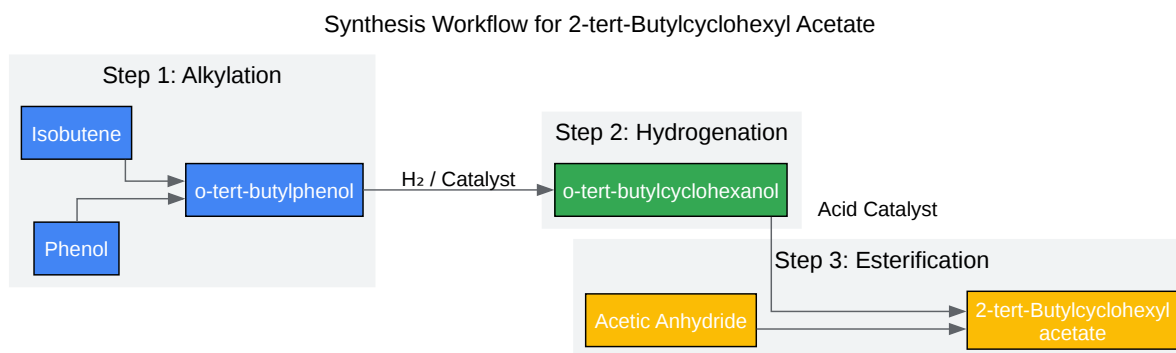 Synthesis Workflow for 2-tert-Butylcyclohexyl Acetate
Step 1: Alkylation
Isobutene
o-tert-butylphenol
Phenol
H₂ / Catalyst
Step 2: Hydrogenation
o-tert-butylcyclohexanol
Acid Catalyst
Step 3: Esterification
Acetic Anhydride
2-tert-Butylcyclohexyl
acetate